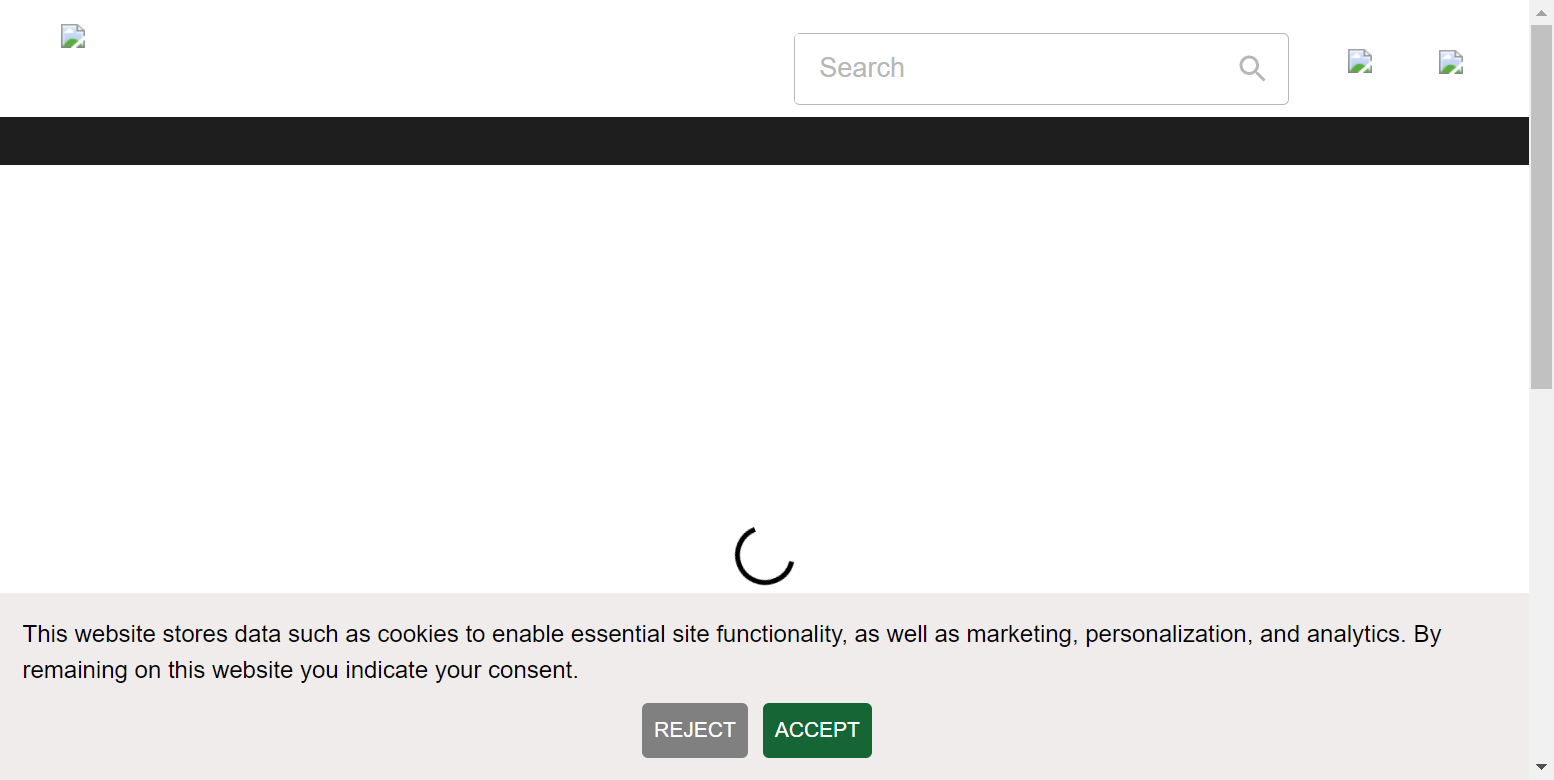 Search
This website stores data such as cookies to enable essential site functionality, as well as marketing, personalization, and analytics. By
remaining on this website you indicate your consent.
REJECT ACCEPT